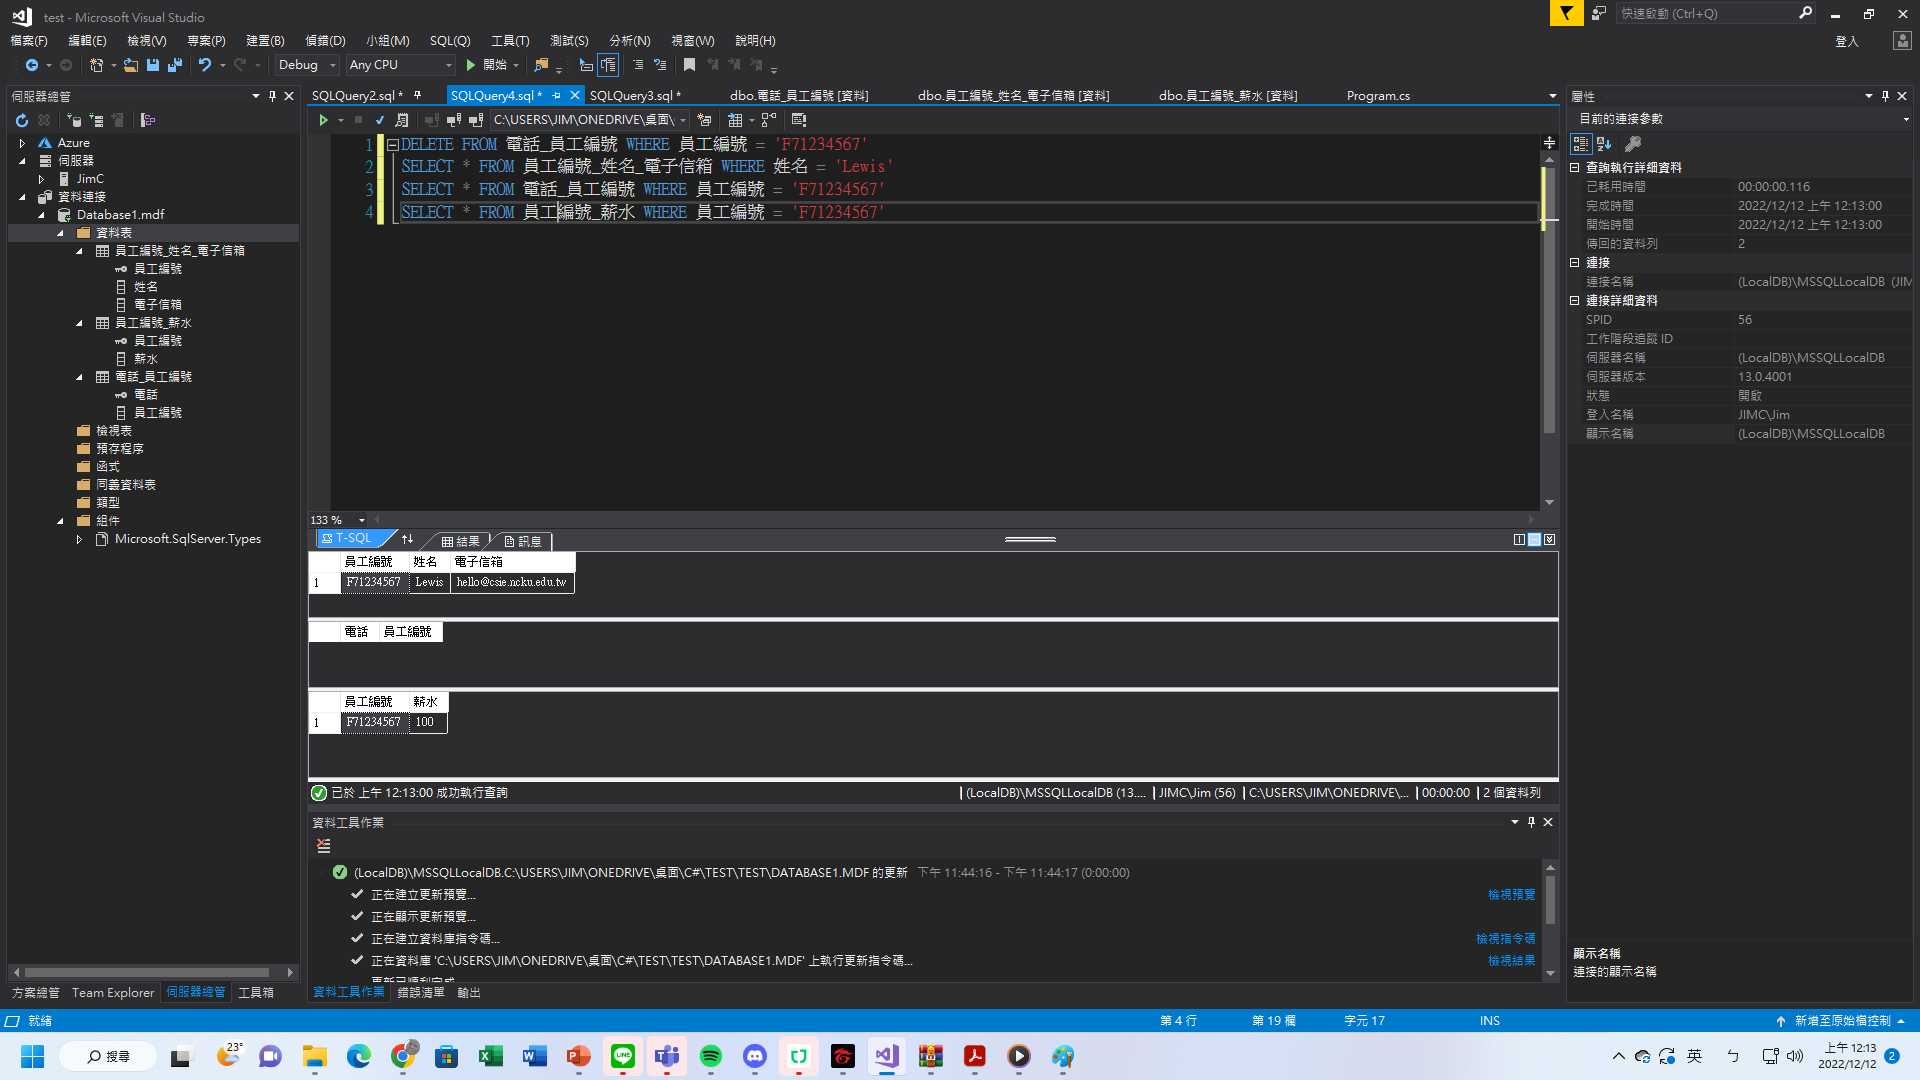 test - Microsoft Visual Studio
快速啟動 (Ctrl+Q)
檔案(F) 編輯(E) 檢視(V) 專案(P) 建置(B) 偵錯(D) 小組(M) SQL(Q) 工具(T) 測試(S) 分析(N) 視窗(W) 說明(H)
登入
Debug Any CPU 開始
伺服器總管
Azure
伺服器
JimC
資料連接
Database1.mdf
資料表
員工編號_姓名_電子信箱
員工編號
姓名
電子信箱
員工編號_薪水
員工編號
薪水
電話_員工編號
電話
員工編號
檢視表
預存程序
函式
同義資料表
類型
組件
Microsoft.SqlServer.Types
方案總管 Team Explorer 伺服器總管 工具箱
SQLQuery2.sql * SQLQuery4.sql * SQLQuery3.sql * dbo.電話_員工編號 [資料] dbo.員工編號_姓名_電子信箱 [資料] dbo.員工編號_薪水 [資料] Program.cs
C:\USERS\JIM\ONEDRIVE\桌面\
1 DELETE FROM 電話_員工編號 WHERE 員工編號 = 'F71234567'
2 SELECT * FROM 員工編號_姓名_電子信箱 WHERE 姓名 = 'Lewis'
3 SELECT * FROM 電話_員工編號 WHERE 員工編號 = 'F71234567'
4 SELECT * FROM 員工編號_薪水 WHERE 員工編號 = 'F71234567'
133 %
T-SQL 結果 訊息
員工編號 姓名 電子信箱
1 F71234567 Lewis hello@csie.ncku.edu.tw
電話 員工編號
員工編號 薪水
1 F71234567 100
已於 上午 12:13:00 成功執行查詢
(LocalDB)\MSSQLLocalDB (13.... JIMC\Jim (56) C:\USERS\JIM\ONEDRIVE\... 00:00:00 2 個資料列
資料工具作業
(LocalDB)\MSSQLLocalDB.C:\USERS\JIM\ONEDRIVE\桌面\C#\TEST\TEST\DATABASE1.MDF 的更新 下午 11:44:16 - 下午 11:44:17 (0:00:00)
正在建立更新預覽... 檢視預覽
正在顯示更新預覽...
正在建立資料庫指令碼... 檢視指令碼
正在資料庫 'C:\USERS\JIM\ONEDRIVE\桌面\C#\TEST\TEST\DATABASE1.MDF' 上執行更新指令碼... 檢視結果
更新已順利完成
資料工具作業 錯誤清單 輸出
屬性
目前的連接參數
查詢執行詳細資料
已耗用時間 00:00:00.116
完成時間 2022/12/12 上午 12:13:00
開始時間 2022/12/12 上午 12:13:00
傳回的資料列 2
連接
連接名稱 (LocalDB)\MSSQLLocalDB (JIM
連接詳細資料
SPID 56
工作階段追蹤 ID
伺服器名稱 (LocalDB)\MSSQLLocalDB
伺服器版本 13.0.4001
狀態 開啟
登入名稱 JIMC\Jim
顯示名稱 (LocalDB)\MSSQLLocalDB
顯示名稱
連接的顯示名稱
就緒 第 4 行 第 19 欄 字元 17 INS 新增至原始檔控制
搜尋
23°
英 ㄅ
上午 12:13
2022/12/12
2